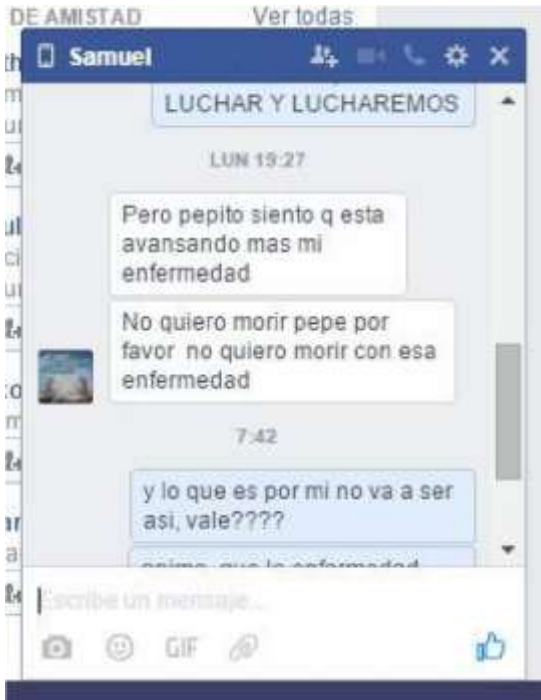 DE AMISTAD Ver todas
Samuel
LUCHAR Y LUCHAREMOS
LUN 19:27
Pero pepito siento q esta
avansando mas mi
enfermedad
No quiero morir pepe por
favor no quiero morir con esa
enfermedad
7:42
y lo que es por mi no va a ser
asi, vale????
Escribe un mensaje...
GIF